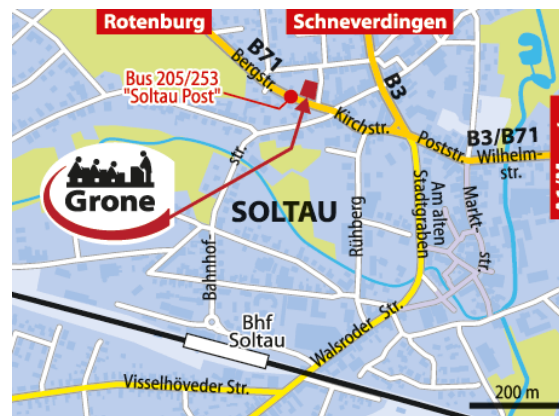 Rotenburg
Schneverdingen
B71
Bergstr.
Bus 205/253
"Soltau Post"
B3
Kirchstr.
Poststr.
B3/B71
Wilhelm-
str.
str.
Bahnhof-
Grone
SOLTAU
Rühberg
Am alten
Stadtgraben
Markt-
str.
Bhf
Soltau
Walsroder Str.
Visselhöveder Str.
200 m